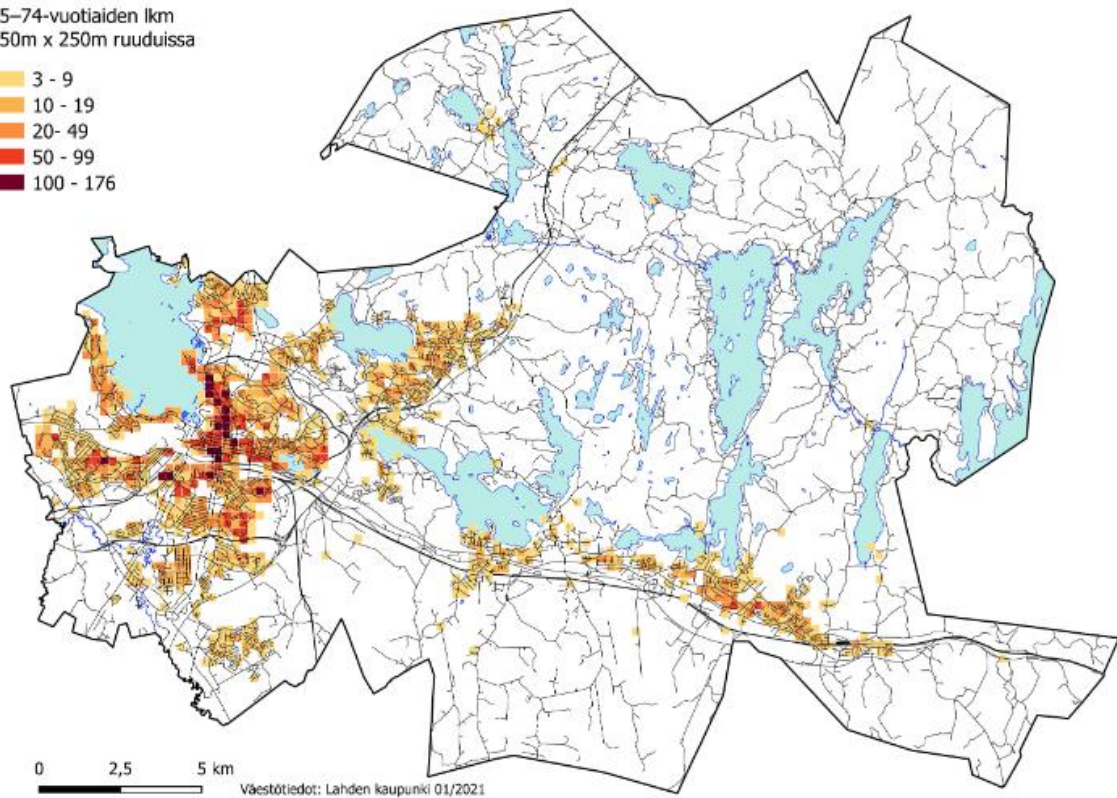 5–74-vuotiaiden lkm
50m x 250m ruuduissa
3 - 9
10 - 19
20- 49
50 - 99
100 - 176
0 2,5 5 km
Väestötiedot: Lahden kaupunki 01/2021